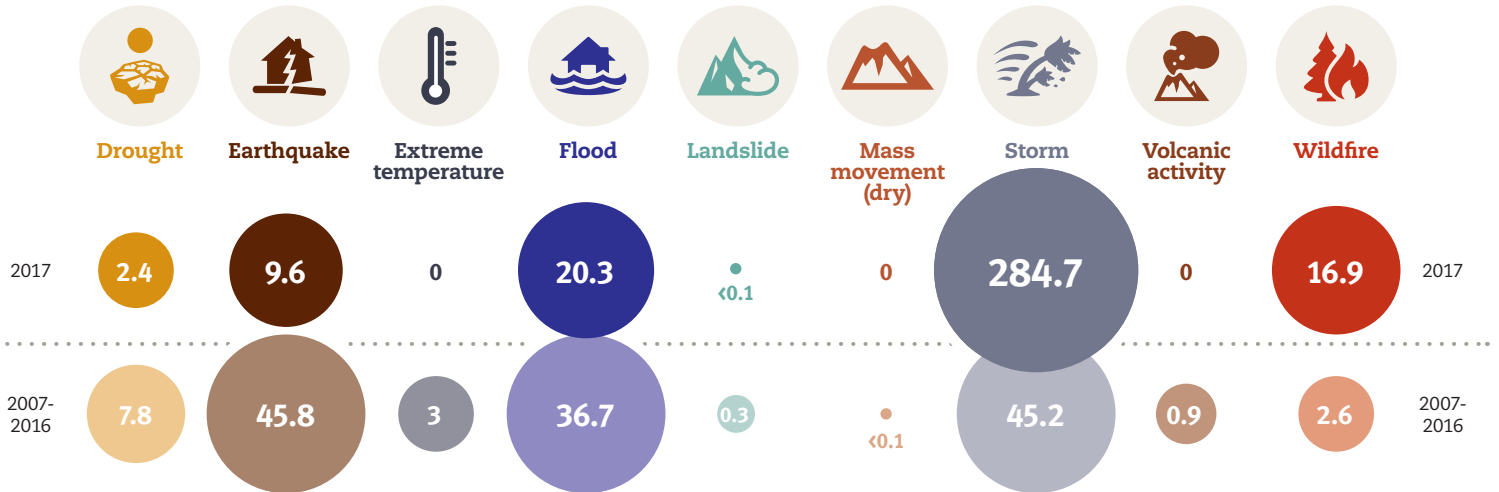 Drought
Earthquake
Extreme
temperature
Flood
Landslide
Mass
movement
(dry)
Storm
Volcanic
activity
Wildfire
2017
2.4
9.6
0
20.3
<0.1
0
284.7
0
16.9
2017
2007-
2016
7.8
45.8
3
36.7
0.3
<0.1
45.2
0.9
2.6
2007-
2016